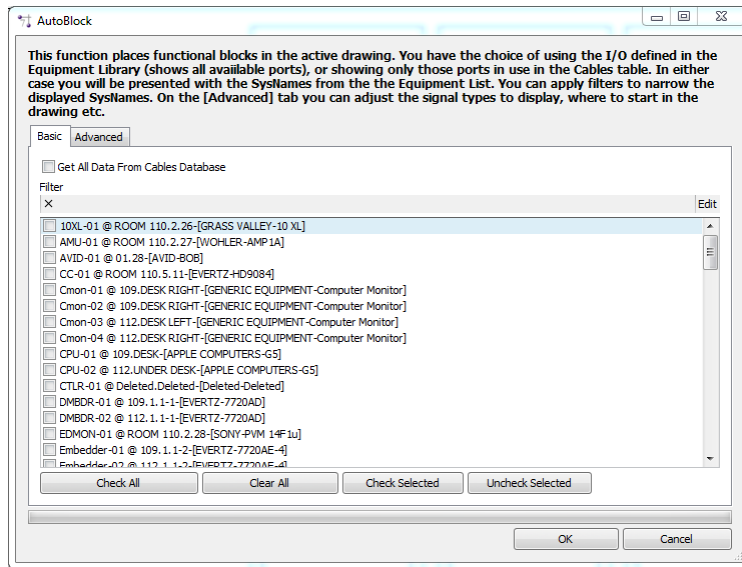 AutoBlock
This function places functional blocks in the active drawing. You have the choice of using the I/O defined in the
Equipment Library (shows all avaiilable ports), or showing only those ports in use in the Cables table. In either
case you will be presented with the SysNames from the the Equipment List. You can apply filters to narrow the
displayed SysNames. On the [Advanced] tab you can adjust the signal types to display, where to start in the
drawing etc.
Basic Advanced
Get All Data From Cables Database
Filter
Edit
10XL-01 @ ROOM 110.2.26-[GRASS VALLEY-10 XL]
AMU-01 @ ROOM 110.2.27-[WOHLER-AMP1A]
AVID-01 @ 01.28-[AVID-BOB]
CC-01 @ ROOM 110.5.11-[EVERTZ-HD9084]
Cmon-01 @ 109.DESK RIGHT-[GENERIC EQUIPMENT-Computer Monitor]
Cmon-02 @ 109.DESK RIGHT-[GENERIC EQUIPMENT-Computer Monitor]
Cmon-03 @ 112.DESK LEFT-[GENERIC EQUIPMENT-Computer Monitor]
Cmon-04 @ 112.DESK RIGHT-[GENERIC EQUIPMENT-Computer Monitor]
CPU-01 @ 109.DESK-[APPLE COMPUTERS-G5]
CPU-02 @ 112.UNDER DESK-[APPLE COMPUTERS-G5]
CTLR-01 @ Deleted.Deleted-[Deleted-Deleted]
DMBDR-01 @ 109.1.1-1-[EVERTZ-7720AD]
DMBDR-02 @ 112.1.1-1-[EVERTZ-7720AD]
EDMON-01 @ ROOM 110.2.28-[SONY-PVM 14F1u]
Embedder-01 @ 109.1.1-2-[EVERTZ-7720AE-4]
Embedder-02 @ 112.1.1-2-[EVERTZ-7720AE-4]
Check All Clear All Check Selected Uncheck Selected
OK Cancel